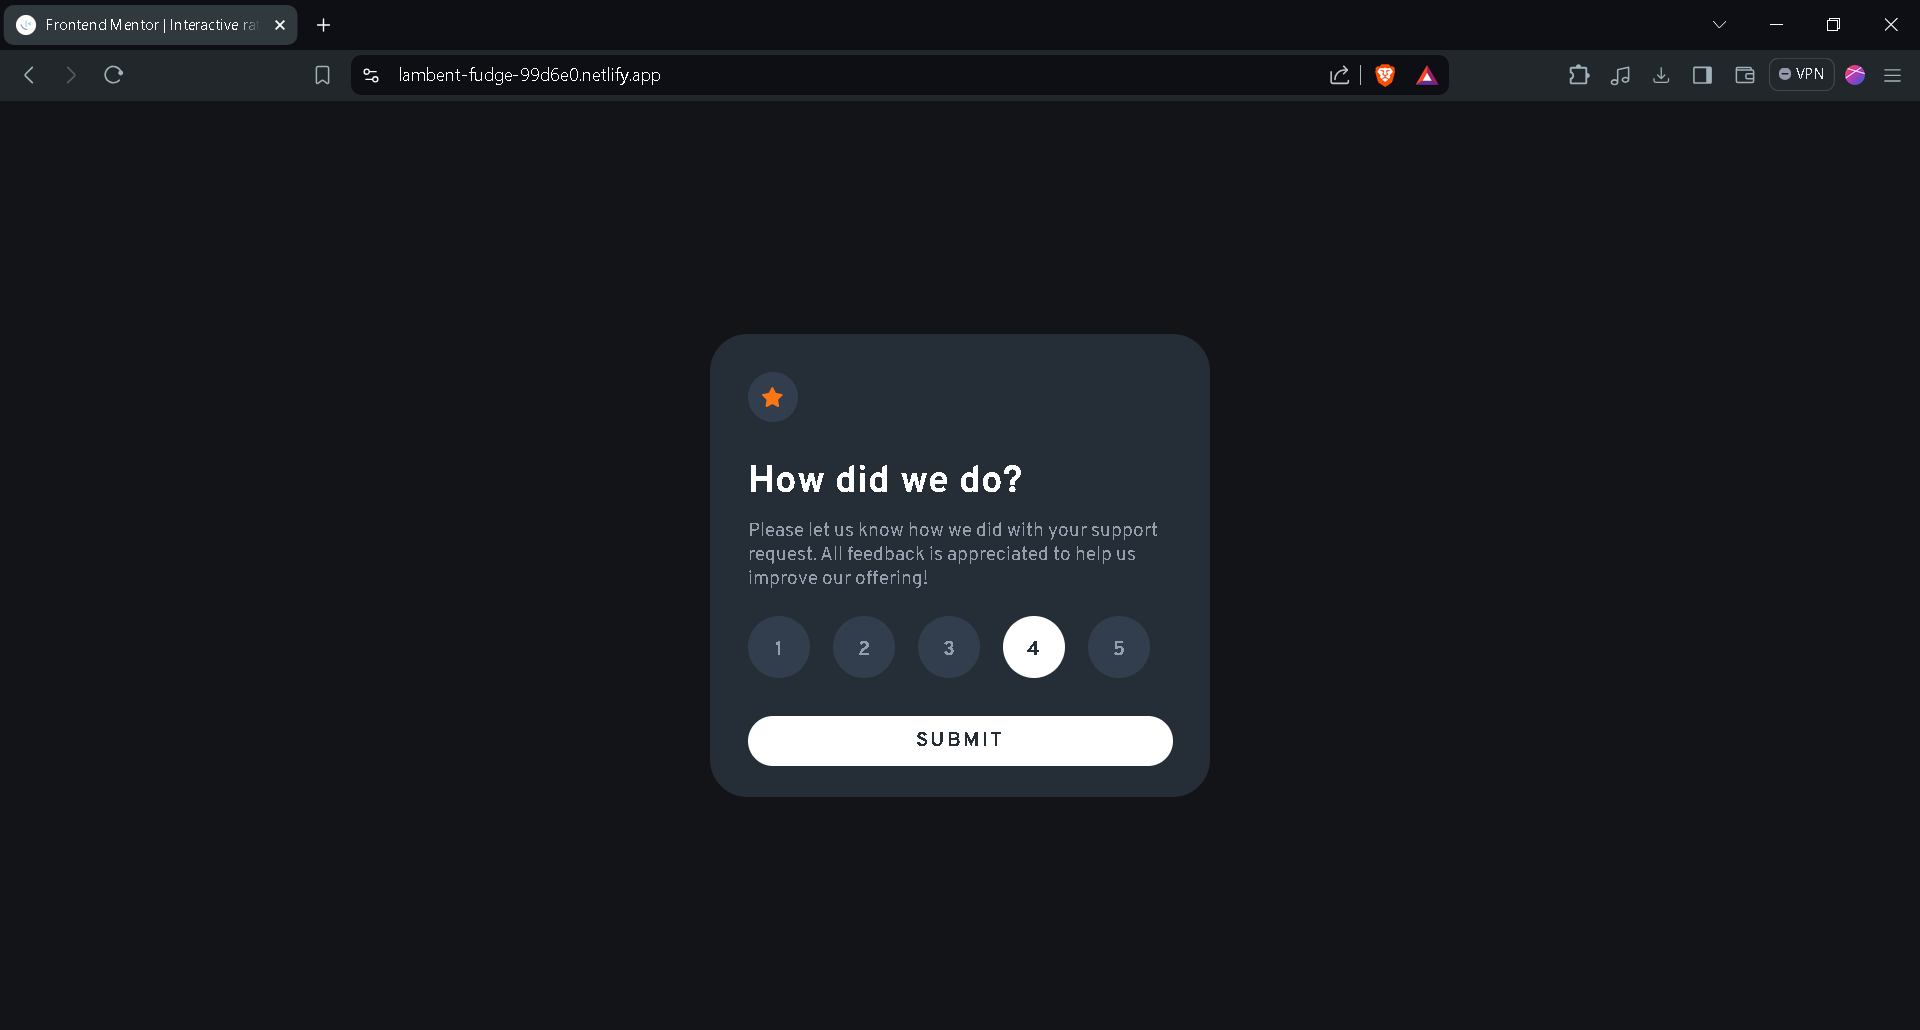 Frontend Mentor | Interactive ra
lambent-fudge-99d6e0.netlify.app
VPN
How did we do?
Please let us know how we did with your support
request. All feedback is appreciated to help us
improve our offering!
1 2 3 4 5
SUBMIT